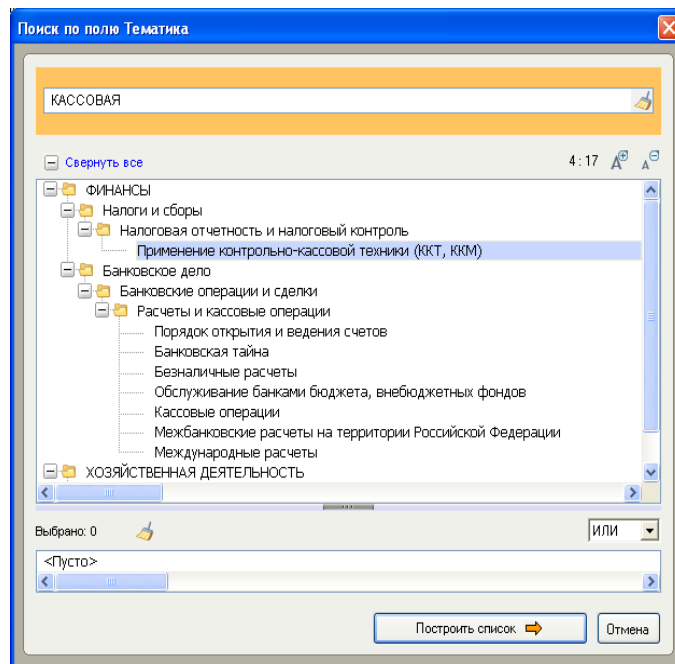 Поиск по полю Тематика
КАССОВАЯ
Свернуть все 4:17
ФИНАНСЫ
Налоги и сборы
Налоговая отчетность и налоговый контроль
Применение контрольно-кассовой техники (ККТ, ККМ)
Банковское дело
Банковские операции и сделки
Расчеты и кассовые операции
Порядок открытия и ведения счетов
Банковская тайна
Безналичные расчеты
Обслуживание банками бюджета, внебюджетных фондов
Кассовые операции
Межбанковские расчеты на территории Российской Федерации
Международные расчеты
ХОЗЯЙСТВЕННАЯ ДЕЯТЕЛЬНОСТЬ
Выбрано: 0 ИЛИ
<Пусто>
Построить список Отмена